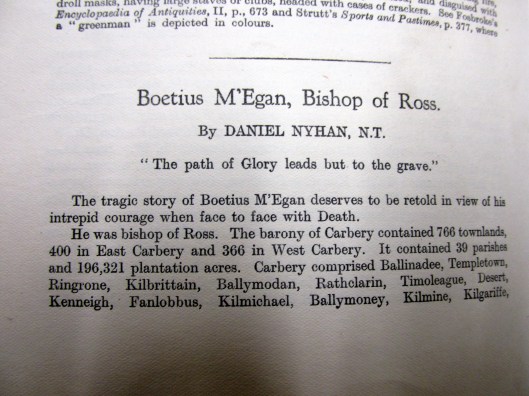 droll masks, having large staves or clubs, headed with cases of crackers. See Fosbroke's
Encyclopaedia of Antiquities, II, p., 673 and Strutt's Sports and Pastimes, p. 377, where
a "greenman" is depicted in colours.
Boetius M'Egan, Bishop of Ross.
By DANIEL NYHAN, N.T.
"The path of Glory leads but to the grave."
The tragic story of Boetius M'Egan deserves to be retold in view of his
intrepid courage when face to face with Death.
He was bishop of Ross. The barony of Carbery contained 766 townlands,
400 in East Carbery and 366 in West Carbery. It contained 39 parishes
and 196,321 plantation acres. Carbery comprised Ballinadee, Templetown,
Ringrone, Kilbrittain, Ballymodan, Rathclarin, Timoleague, Desert,
Kenneigh, Fanlobbus, Kilmichael, Ballymoney, Kilmine, Kilgariffe,